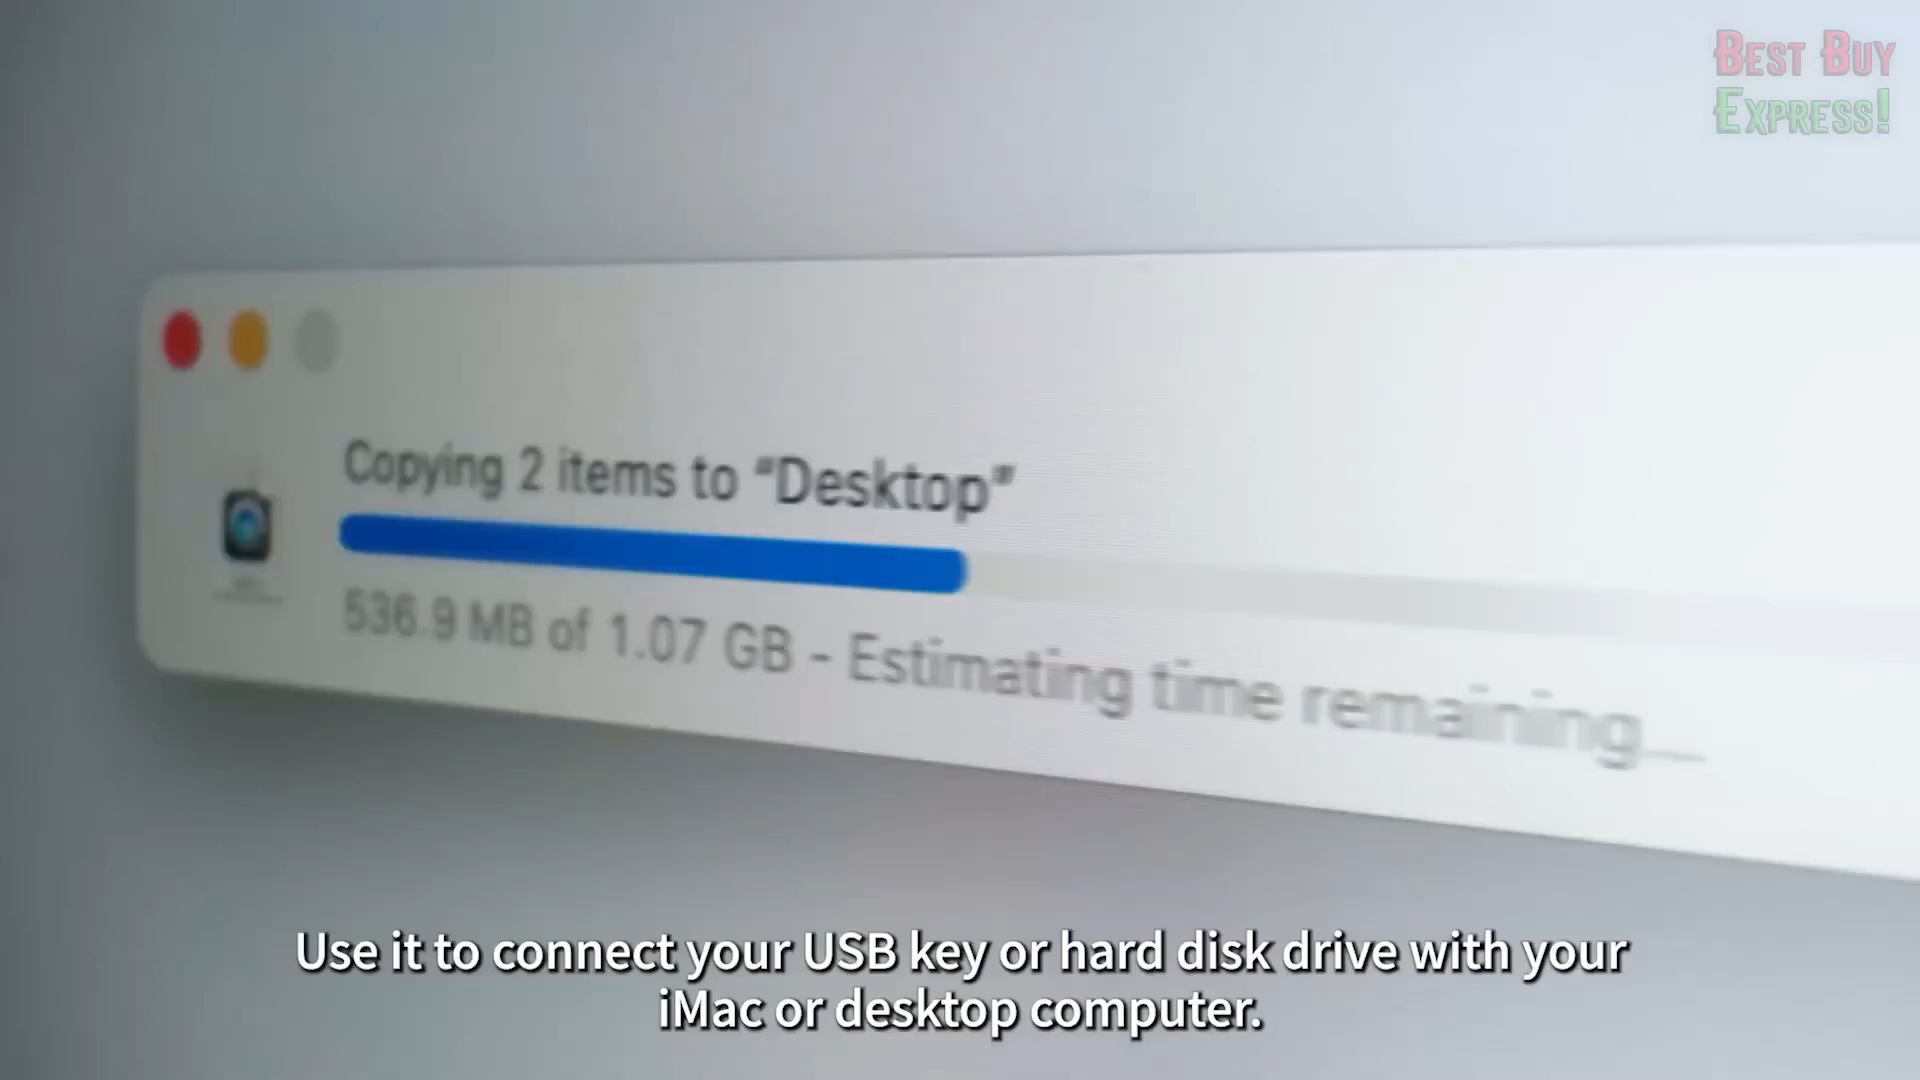 BEST BUY
EXPRESS!
Copying 2 items to “Desktop”
536.9 MB of 1.07 GB - Estimating time remaining...
Use it to connect your USB key or hard disk drive with your
iMac or desktop computer.